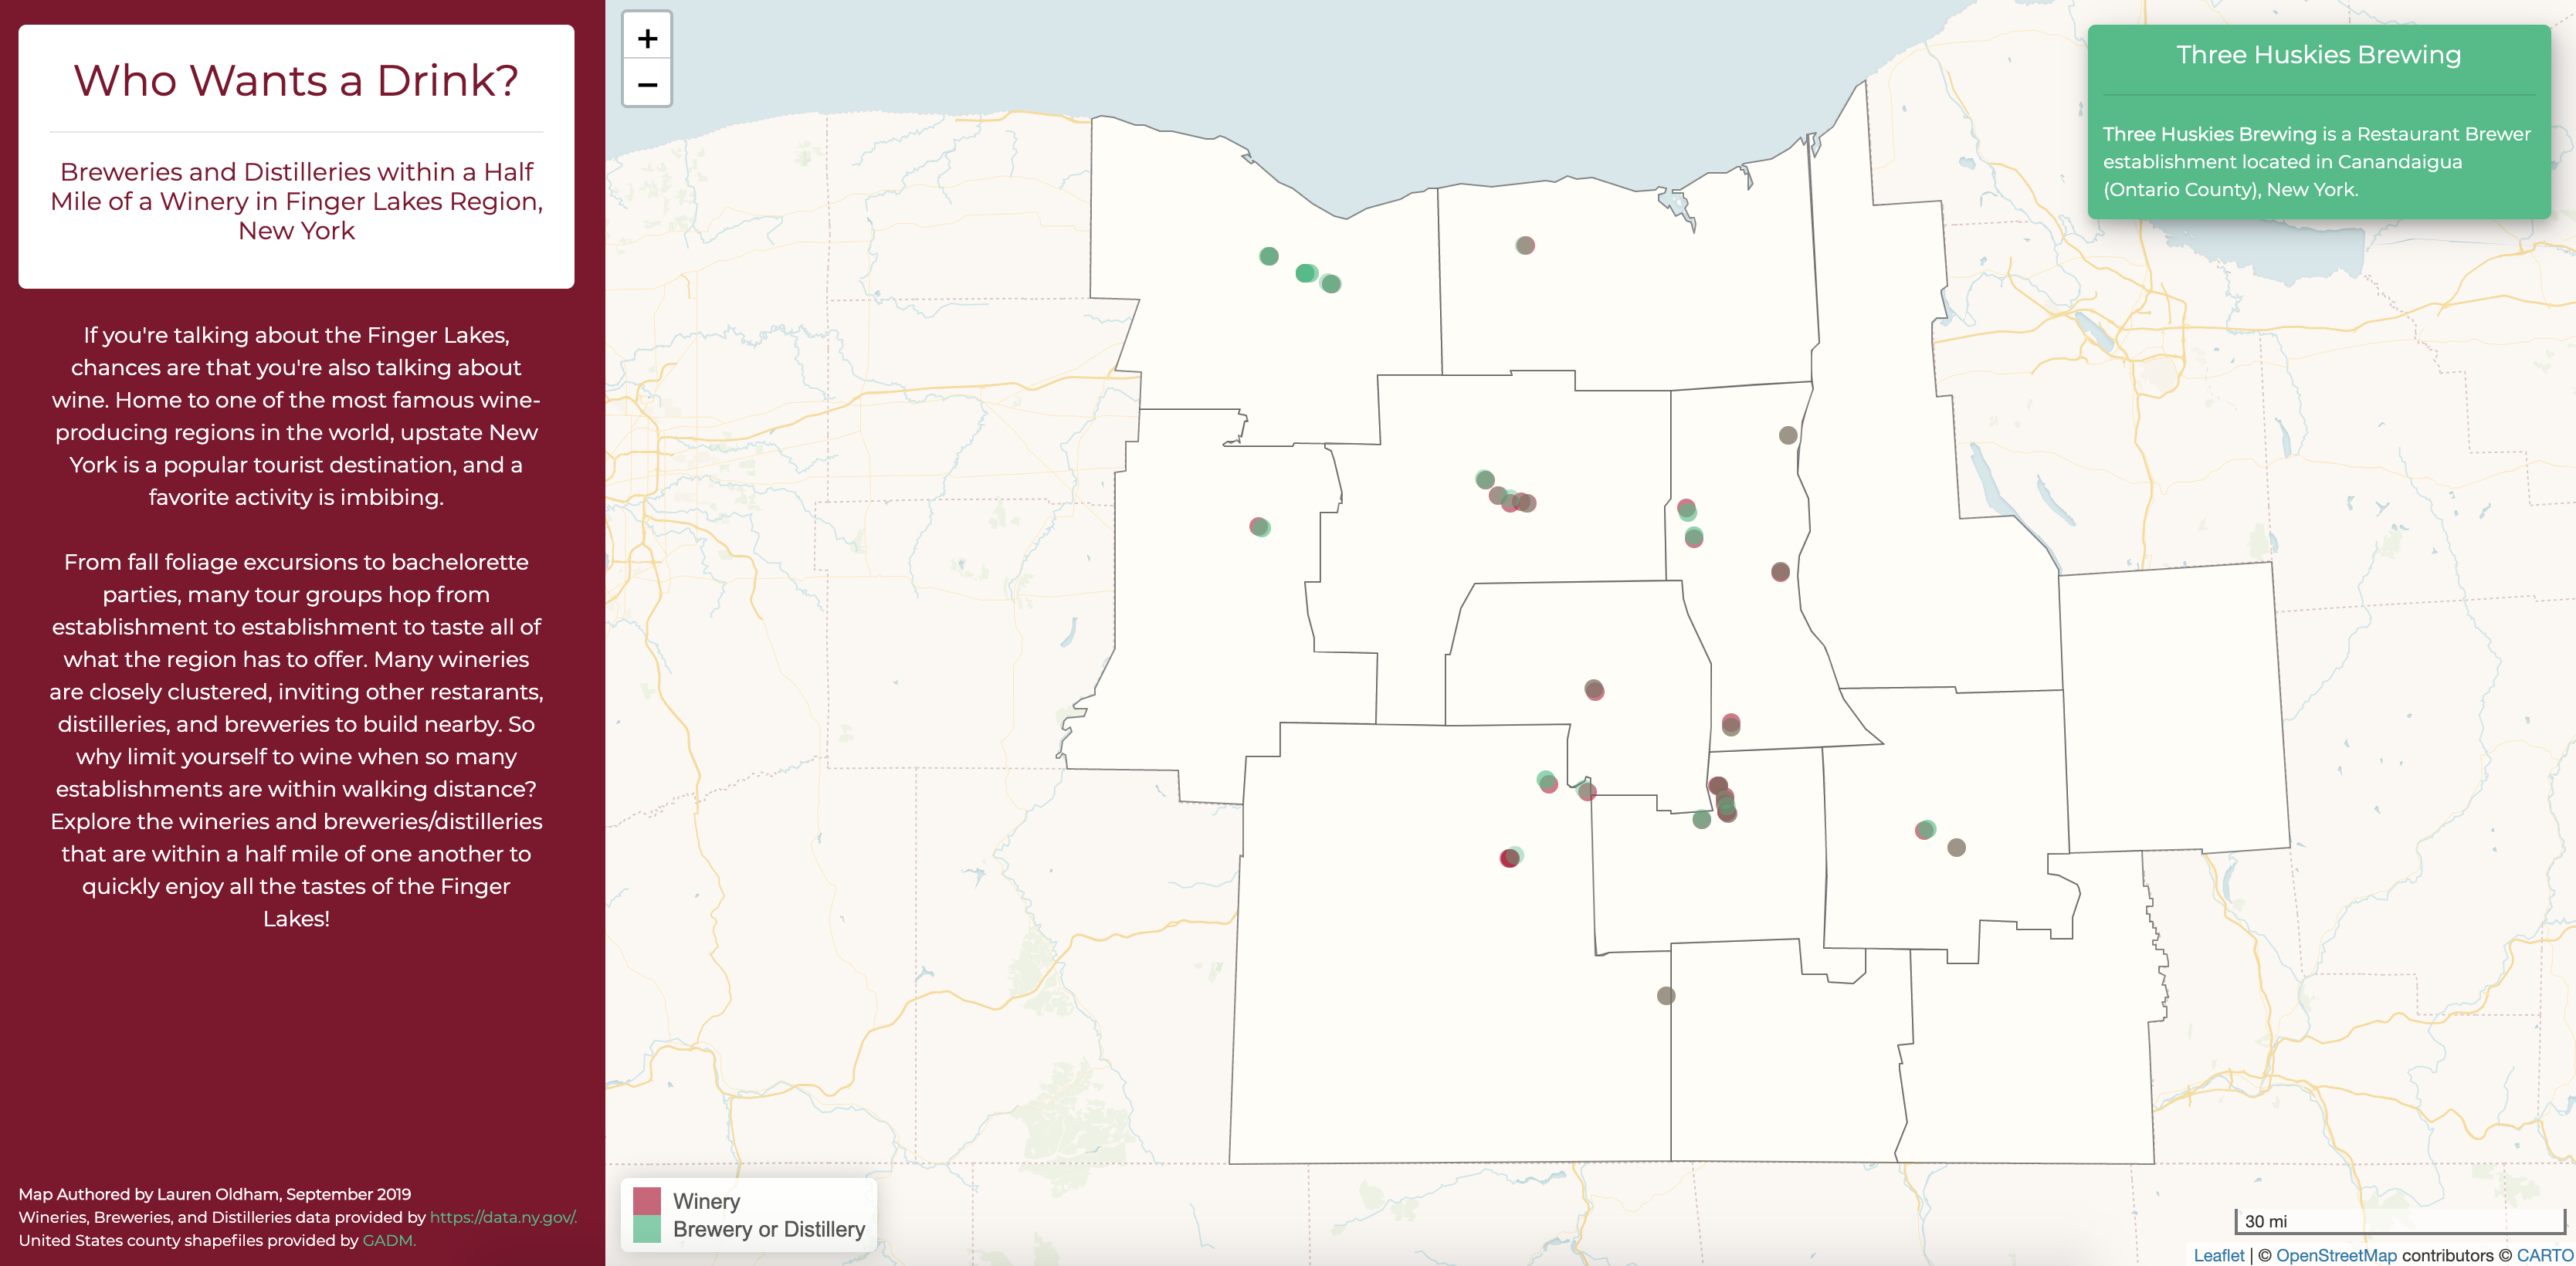 Who Wants a Drink?
Breweries and Distilleries within a Half
Mile of a Winery in Finger Lakes Region,
New York
If you're talking about the Finger Lakes,
chances are that you're also talking about
wine. Home to one of the most famous wine-
producing regions in the world, upstate New
York is a popular tourist destination, and a
favorite activity is imbibing.
From fall foliage excursions to bachelorette
parties, many tour groups hop from
establishment to establishment to taste all of
what the region has to offer. Many wineries
are closely clustered, inviting other restarants,
distilleries, and breweries to build nearby. So
why limit yourself to wine when so many
establishments are within walking distance?
Explore the wineries and breweries/distilleries
that are within a half mile of one another to
quickly enjoy all the tastes of the Finger
Lakes!
Map Authored by Lauren Oldham, September 2019
Wineries, Breweries, and Distilleries data provided by https://data.ny.gov/.
United States county shapefiles provided by GADM.
+
−
Three Huskies Brewing
Three Huskies Brewing is a Restaurant Brewer
establishment located in Canandaigua
(Ontario County), New York.
Winery
Brewery or Distillery
30 mi
Leaflet | © OpenStreetMap contributors © CARTO